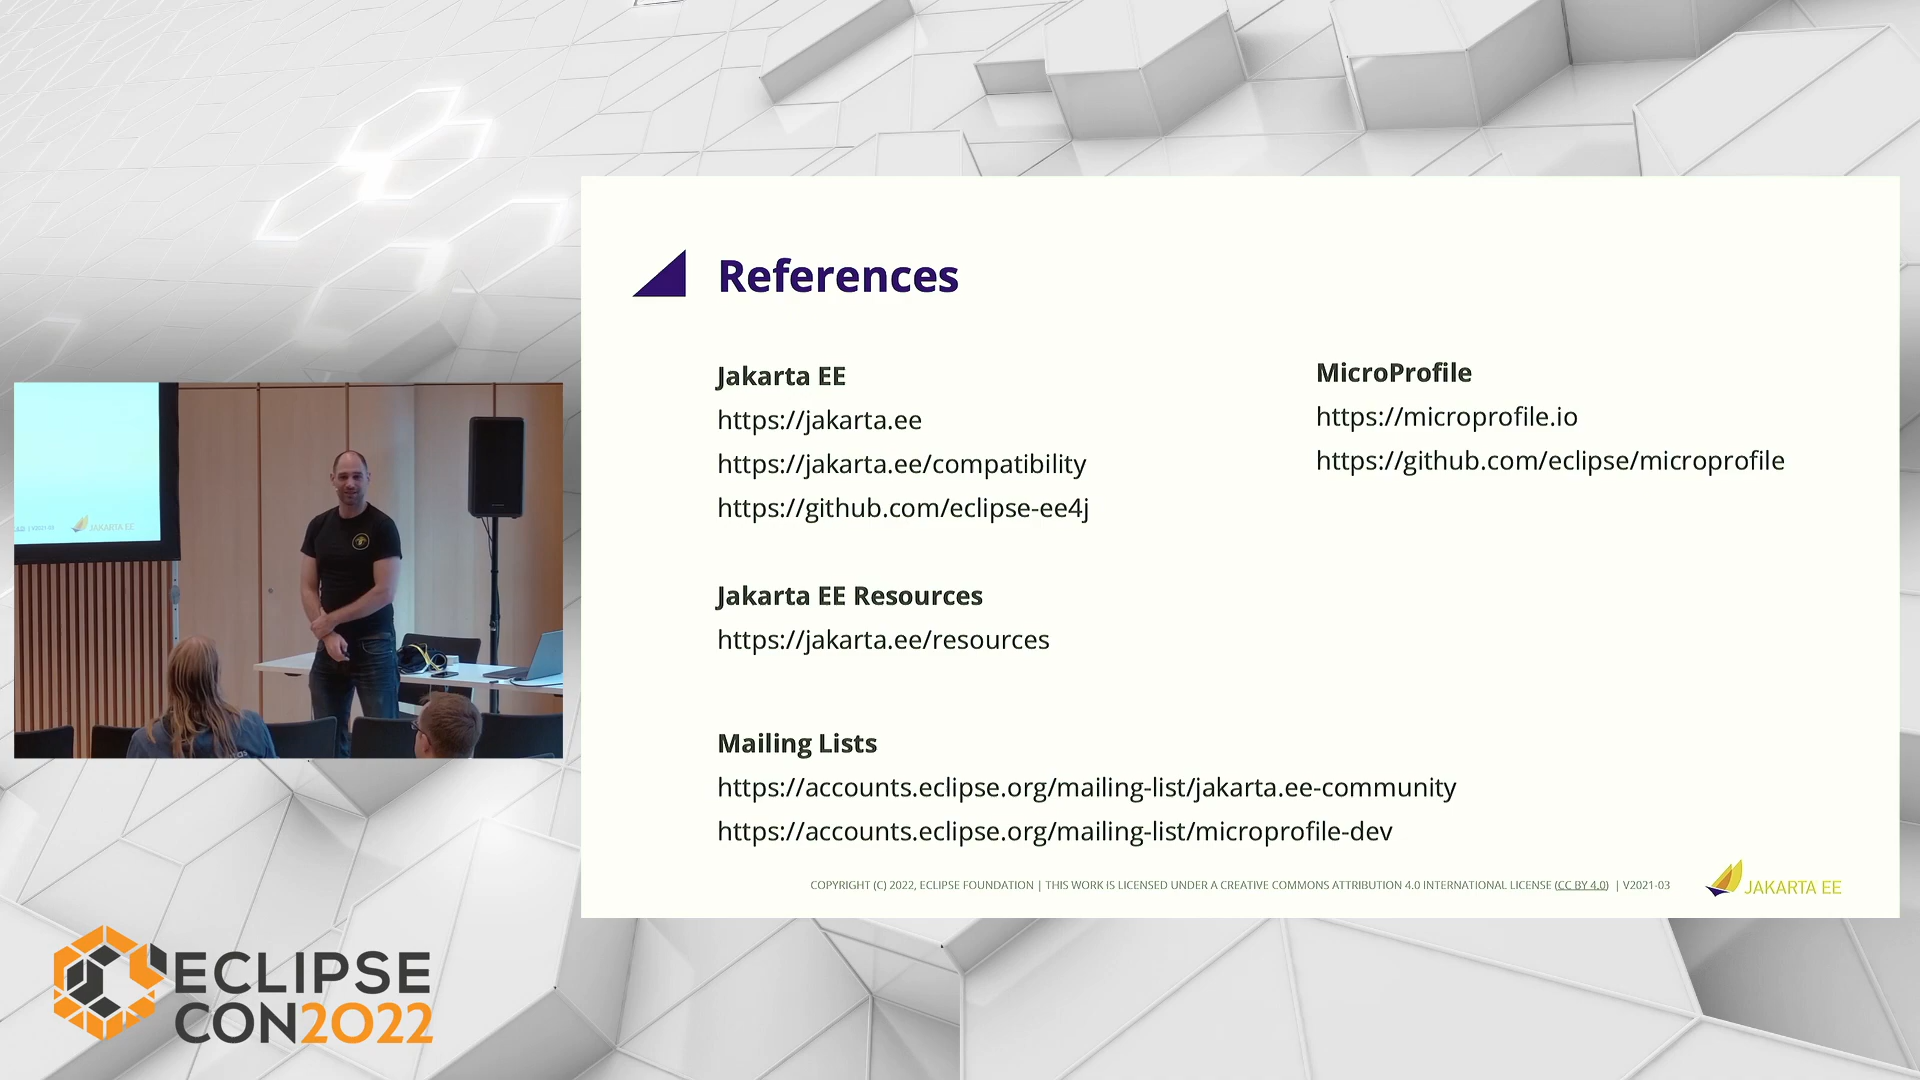 References
Jakarta EE
https://jakarta.ee
https://jakarta.ee/compatibility
https://github.com/eclipse-ee4j
MicroProfile
https://microprofile.io
https://github.com/eclipse/microprofile
Jakarta EE Resources
https://jakarta.ee/resources
Mailing Lists
https://accounts.eclipse.org/mailing-list/jakarta.ee-community
https://accounts.eclipse.org/mailing-list/microprofile-dev
COPYRIGHT (C) 2022, ECLIPSE FOUNDATION | THIS WORK IS LICENSED UNDER A CREATIVE COMMONS ATTRIBUTION 4.0 INTERNATIONAL LICENSE (CC BY 4.0) | V2021-03
JAKARTA EE
JAKARTA EE
ECLIPSE
CON2022